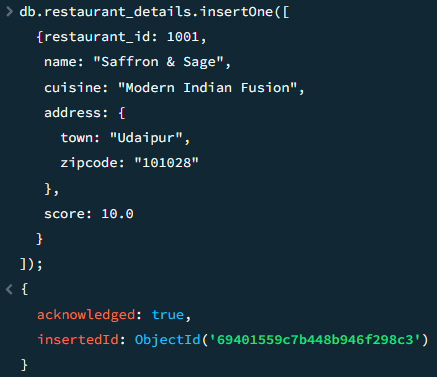 > db.restaurant_details.insertOne([
{restaurant_id: 1001,
name: "Saffron & Sage",
cuisine: "Modern Indian Fusion",
address: {
town: "Udaipur",
zipcode: "101028"
},
score: 10.0
}
]);
< {
acknowledged: true,
insertedId: ObjectId('69401559c7b448b946f298c3')
}